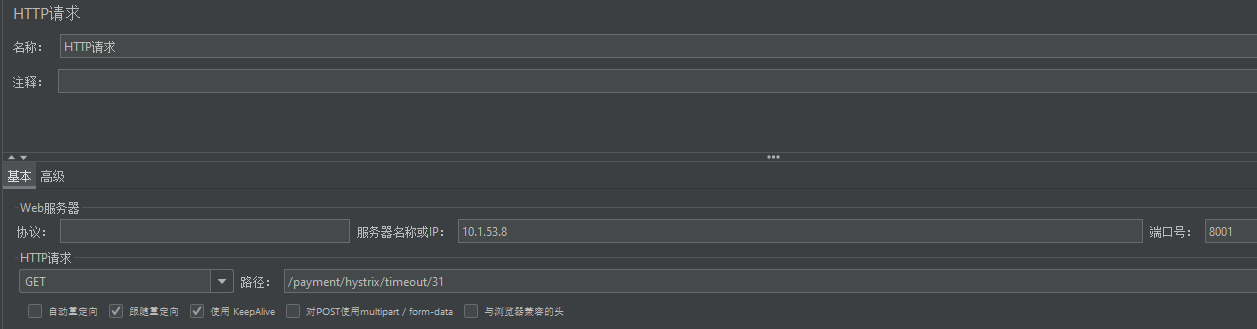 HTTP请求
名称： HTTP请求
注释：
基本 高级
Web服务器
协议： 服务器名称或IP： 10.1.53.8 端口号： 8001
HTTP请求
GET 路径： /payment/hystrix/timeout/31
自动重定向 跟随重定向 使用 KeepAlive 对POST使用multipart / form-data 与浏览器兼容的头